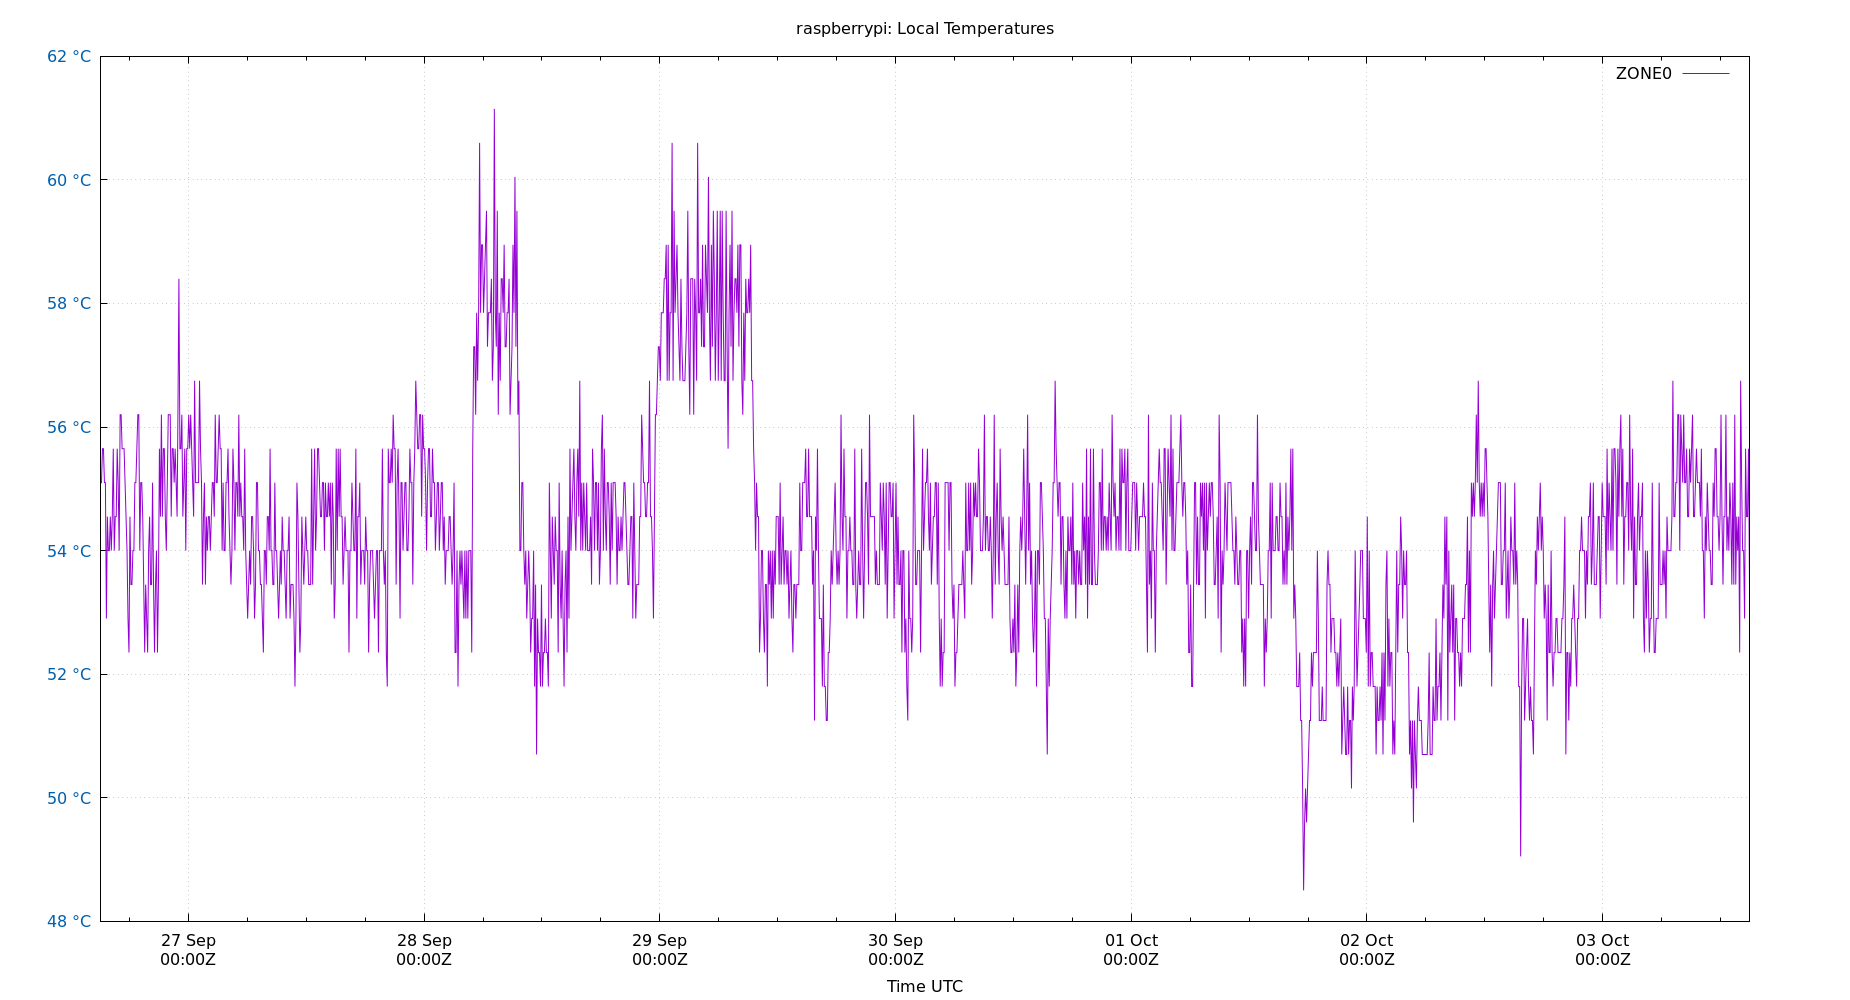 raspberrypi: Local Temperatures
62 °C
ZONE0
60 °C
58 °C
56 °C
54 °C
52 °C
50 °C
48 °C
27 Sep 28 Sep 29 Sep 30 Sep 01 Oct 02 Oct 03 Oct
00:00Z 00:00Z 00:00Z 00:00Z 00:00Z 00:00Z 00:00Z
Time UTC